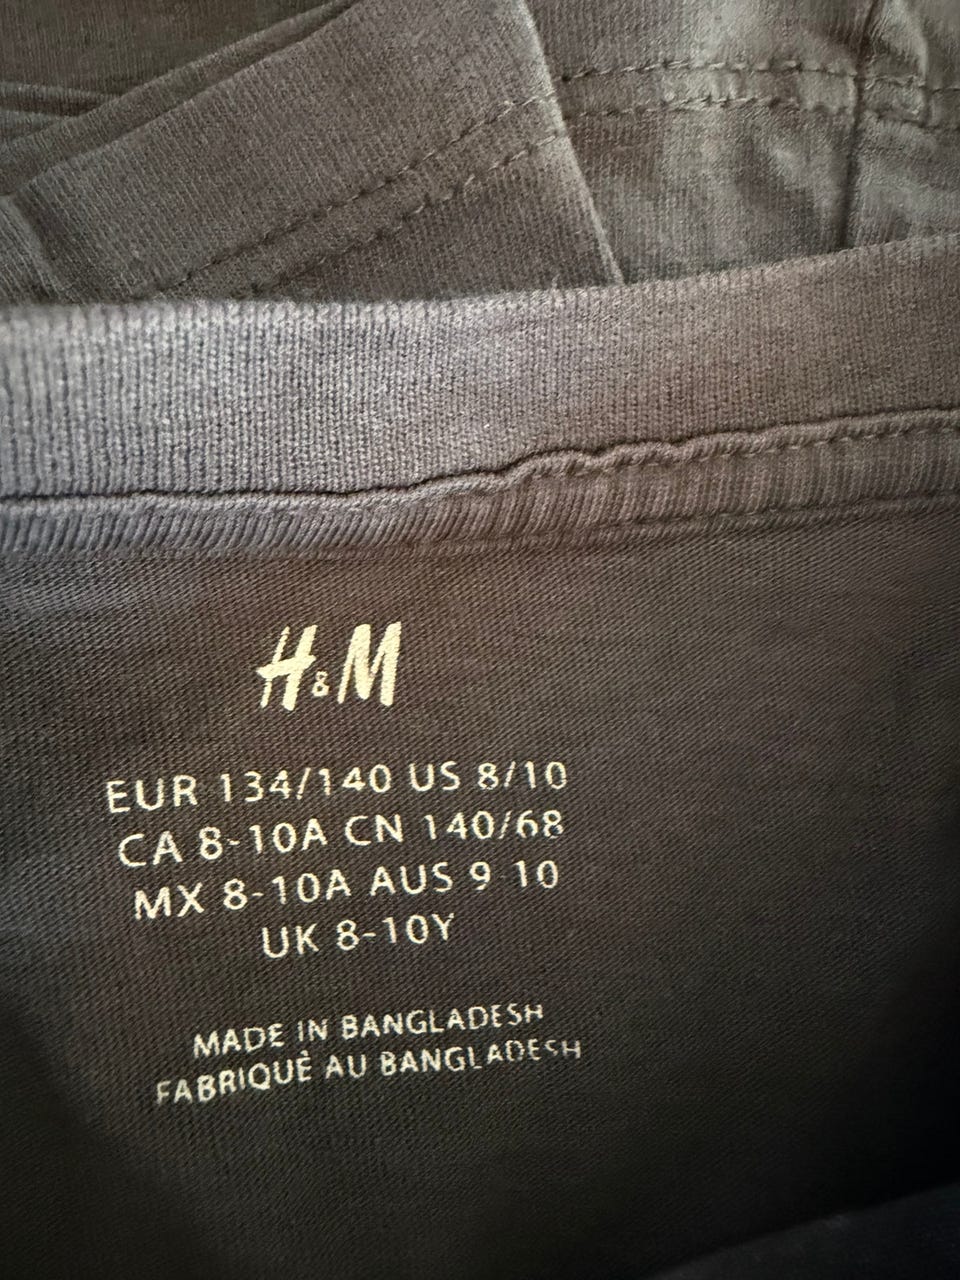 H&M
EUR 134/140 US 8/10
CA 8-10A CN 140/68
MX 8-10A AUS 9 10
UK 8-10Y
MADE IN BANGLADESH
FABRIQUÈ AU BANGLADESH